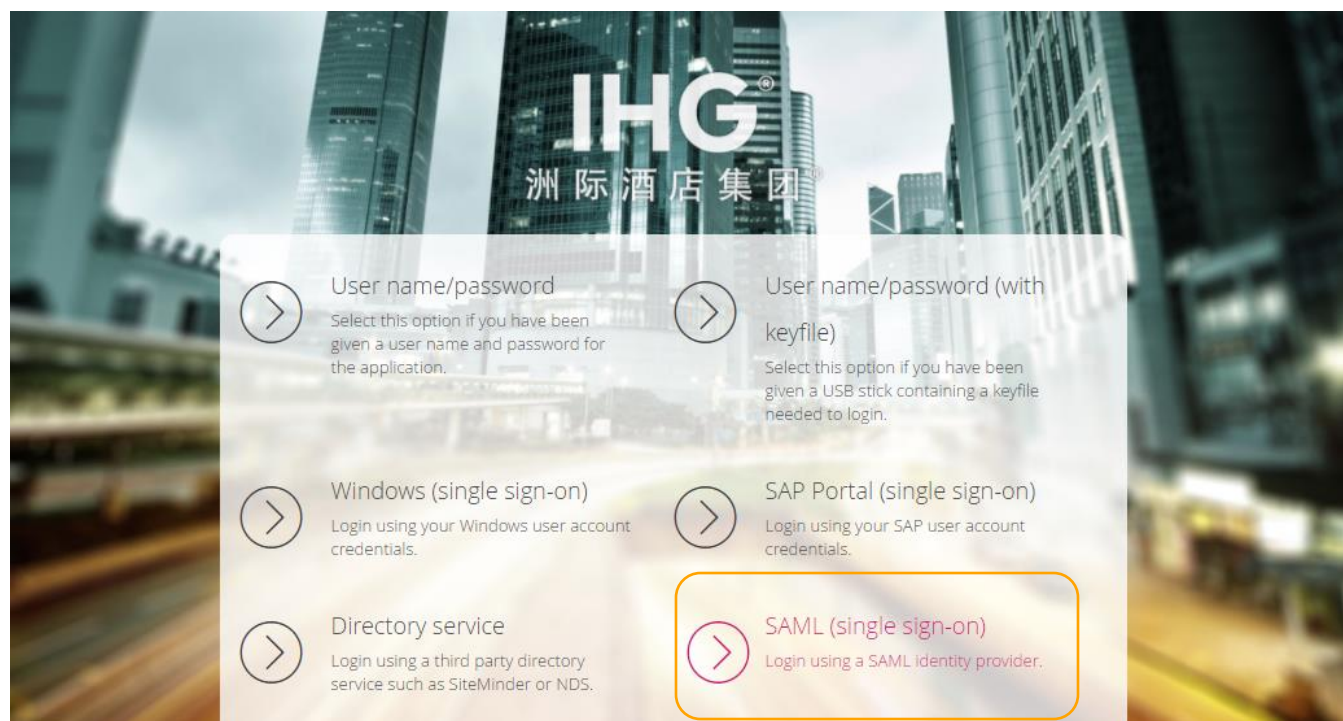 IHG®
洲际酒店集团®
User name/password
Select this option if you have been
given a user name and password for
the application.
User name/password (with
keyfile)
Select this option if you have been
given a USB stick containing a keyfile
needed to login.
Windows (single sign-on)
Login using your Windows user account
credentials.
SAP Portal (single sign-on)
Login using your SAP user account
credentials.
Directory service
Login using a third party directory
service such as SiteMinder or NDS.
SAML (single sign-on)
Login using a SAML identity provider.